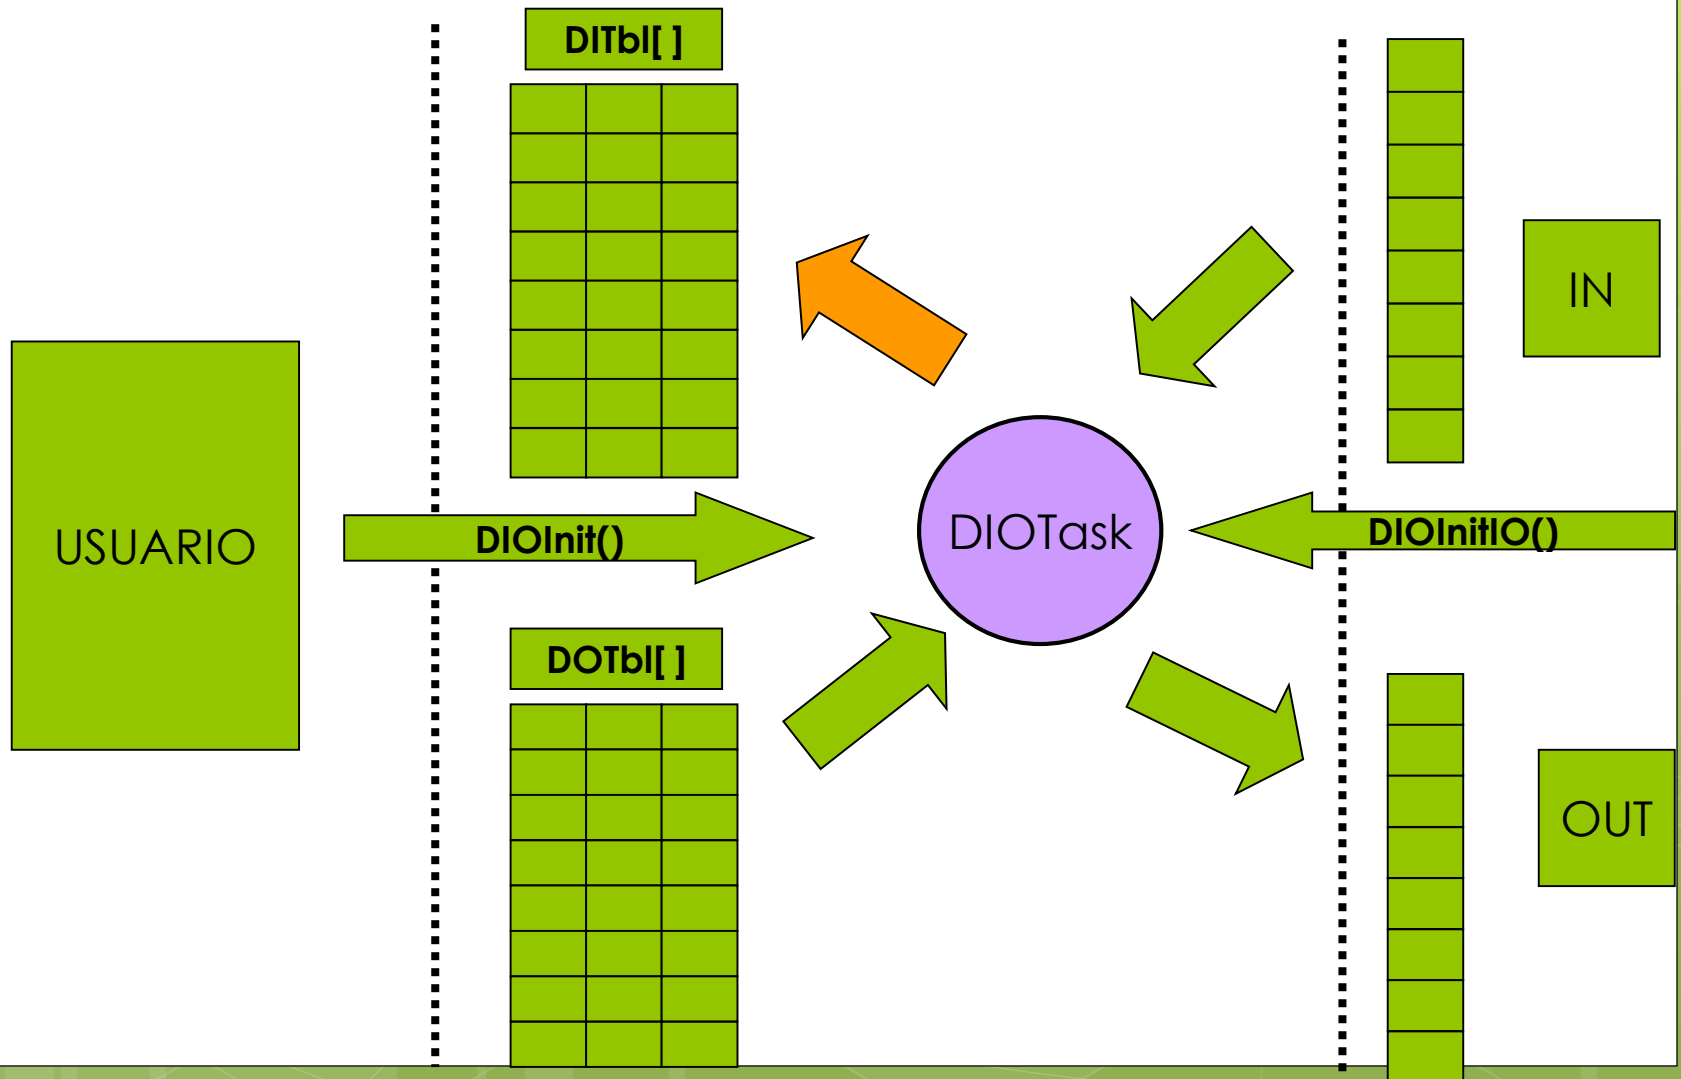 DITbl[ ]
IN
USUARIO
DIOInit()
DIOTask
DIOInitIO()
DOTbl[ ]
OUT